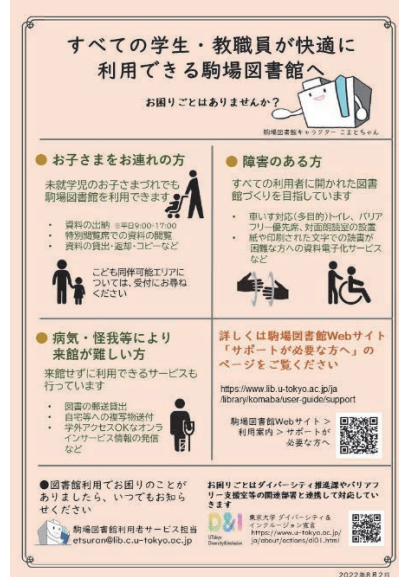 すべての学生・教職員が快適に
利用できる駒場図書館へ
お困りごとはありませんか？
駒場図書館キャラクター こまとちゃん
● お子さまをお連れの方
未就学児のお子さまづれでも
駒場図書館を利用できます
・ 資料の出納 ※平日9:00-17:00
・ 特別閲覧席での資料の閲覧
・ 資料の貸出・返却・コピーなど
こども同伴可能エリアに
ついては、受付にお尋ね
ください
● 障害のある方
すべての利用者に開かれた図書
館づくりを目指しています
・ 車いす対応(多目的)トイレ、バリア
フリー優先席、対面朗読室の設置
・ 紙や印刷された文字での読書が
困難な方への資料電子化サービス
など
● 病気・怪我等により
来館が難しい方
来館せずに利用できるサービスも
行っています
・ 図書の郵送貸出
・ 自宅等への複写物送付
・ 学外アクセスOKなオンラ
インサービス情報の発信
など
詳しくは駒場図書館Webサイト
「サポートが必要な方へ」の
ページをご覧ください
https://www.lib.u-tokyo.ac.jp/ja
/library/komaba/user-guide/support
駒場図書館Webサイト >
利用案内 > サポートが
必要な方へ
●図書館利用でお困りのことが
ありましたら、いつでもお知ら
せください
駒場図書館利用者サービス担当
etsuran@lib.c.u-tokyo.ac.jp
お困りごとはダイバーシティ推進課やバリアフ
リー支援室等の関連部署と連携して対応してい
きます
D&I
UTokyo
Diversity&Inclusion
東京大学 ダイバーシティ＆
インクルージョン宣言
https://www.u-tokyo.ac.jp/
ja/about/actions/di01.html
2022年8月2日